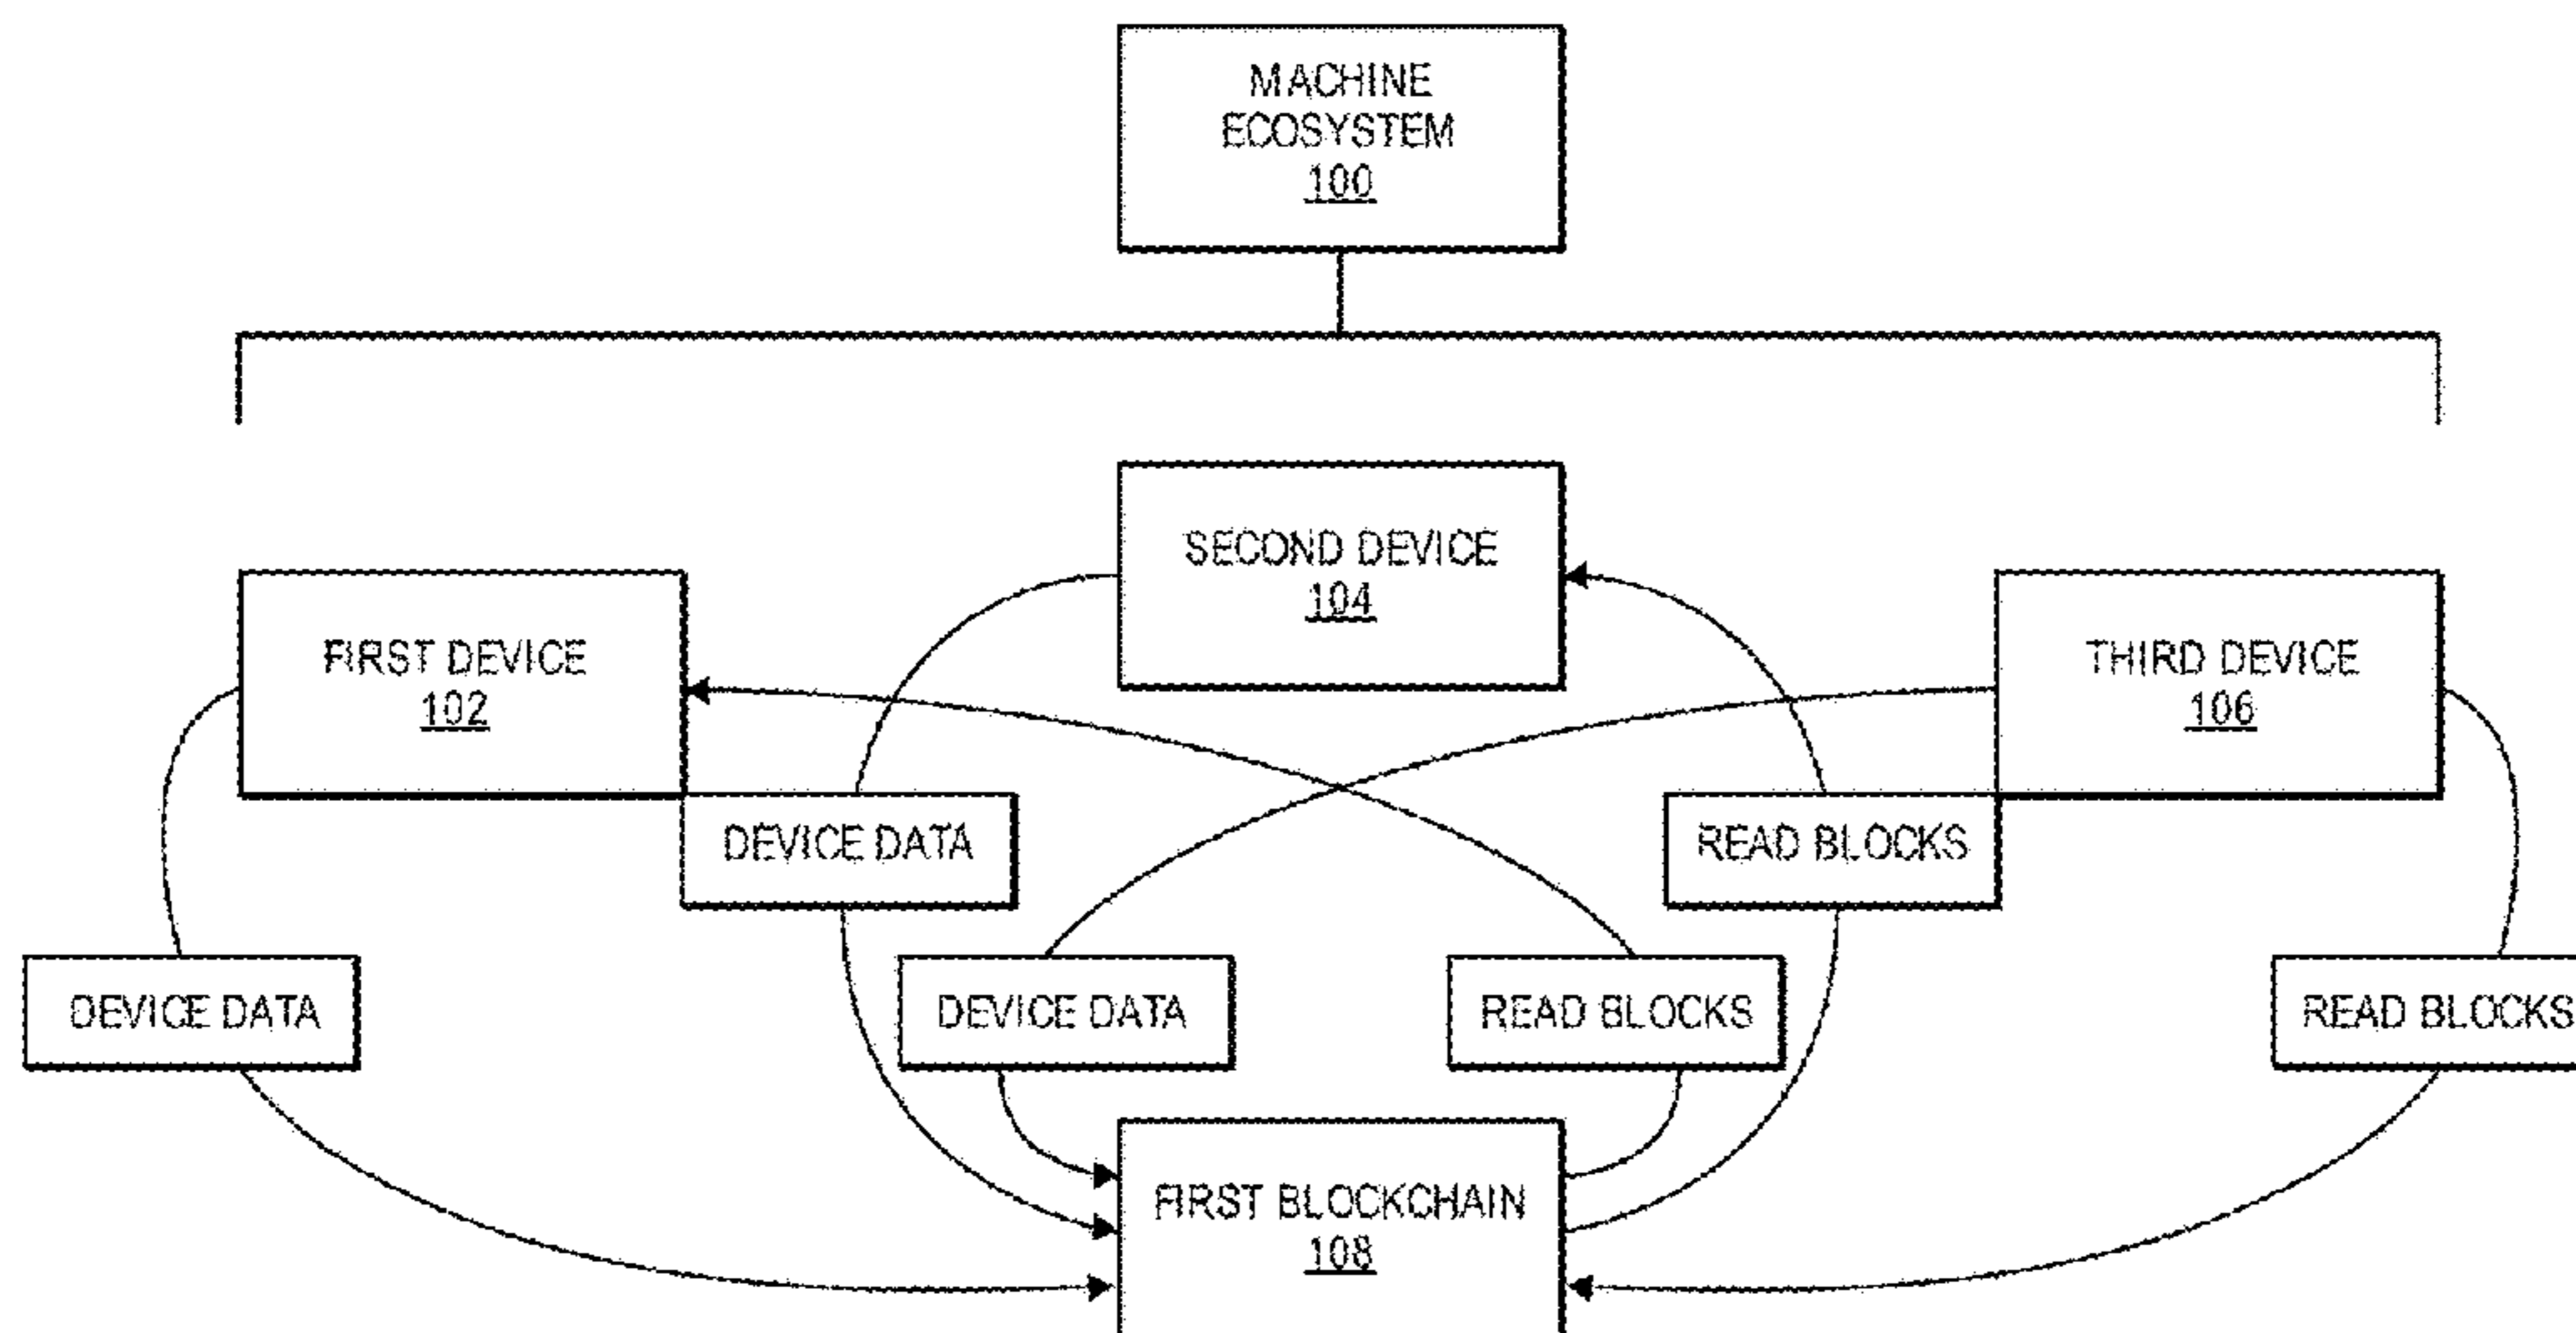 MACHINE
ECOSYSTEM
100
SECOND DEVICE
104
FIRST DEVICE
102
THIRD DEVICE
106
DEVICE DATA
READ BLOCKS
DEVICE DATA
DEVICE DATA
READ BLOCKS
READ BLOCKS
FIRST BLOCKCHAIN
108